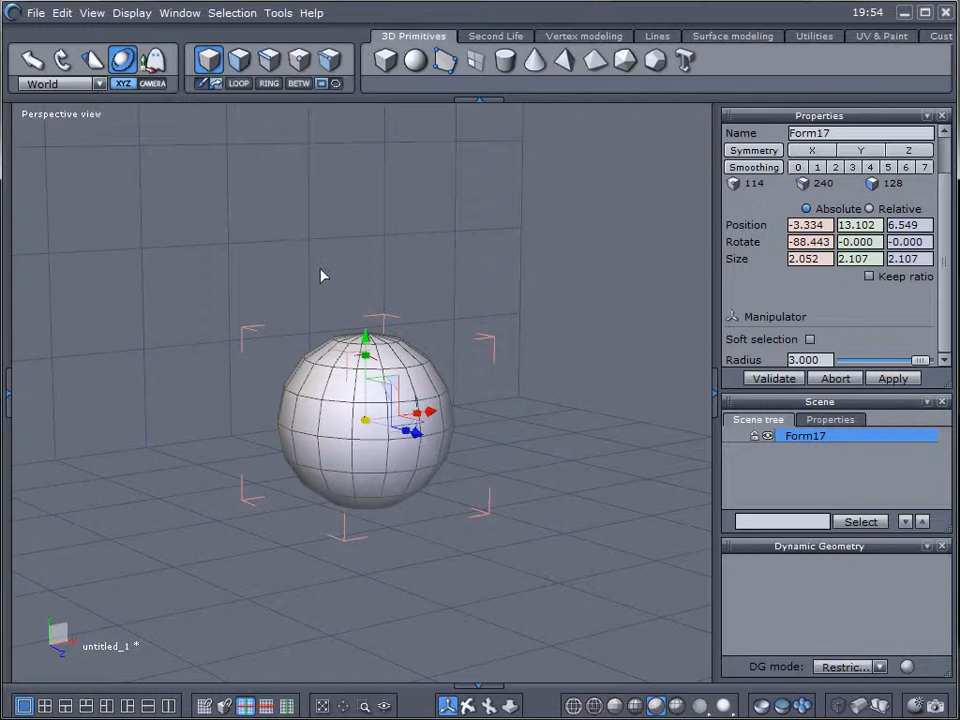 File Edit View Display Window Selection Tools Help 19:54
3D Primitives Second Life Vertex modeling Lines Surface modeling Utilities UV & Paint Cust
World XYZ CAMERA LOOP RING BETW
Perspective view
Properties
Name Form17
Symmetry X Y Z
Smoothing 0 1 2 3 4 5 6 7
114 240 128
Absolute Relative
Position -3.334 13.102 6.549
Rotate -88.443 -0.000 -0.000
Size 2.052 2.107 2.107
Keep ratio
Manipulator
Soft selection
Radius 3.000
Validate Abort Apply
Scene
Scene tree Properties
Form17
Select
Dynamic Geometry
Y X Z
untitled_1 *
DG mode: Restric...